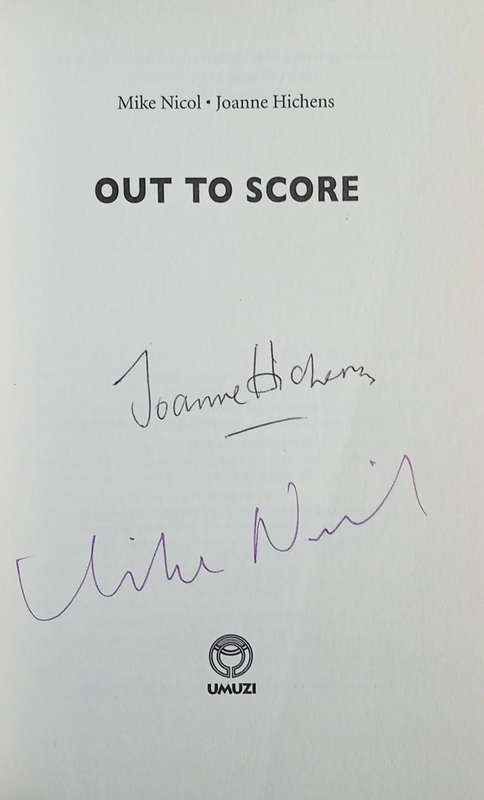 Mike Nicol • Joanne Hichens
OUT TO SCORE
Joanne Hichens
Mike Nicol
UMUZI